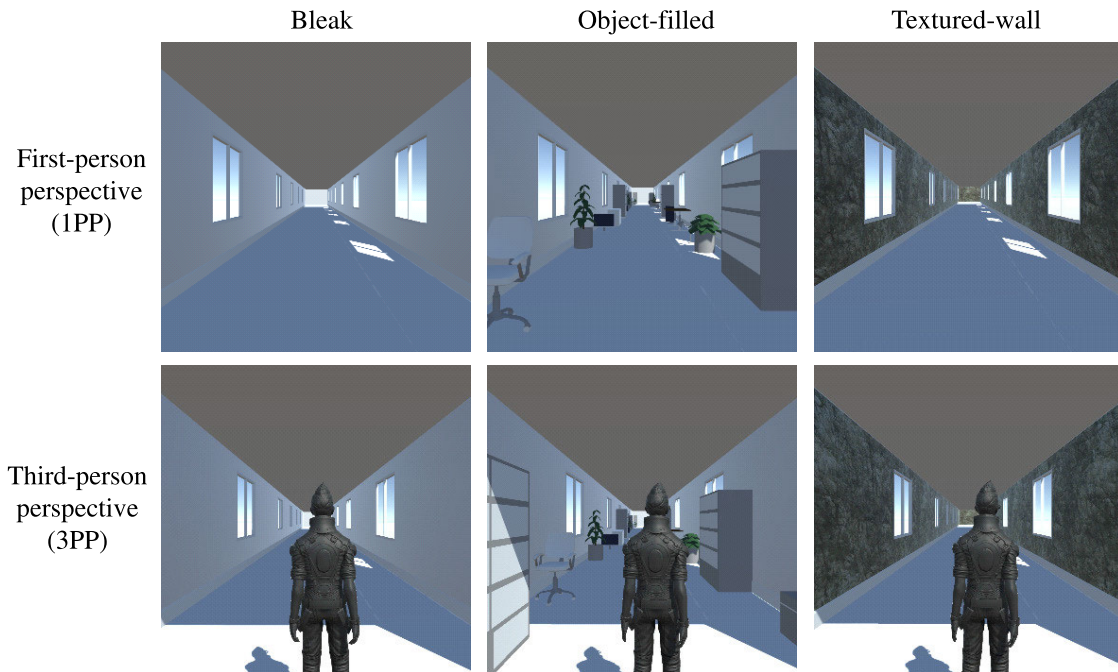 Bleak
Object-filled
Textured-wall
First-person
perspective
(1PP)
Third-person
perspective
(3PP)